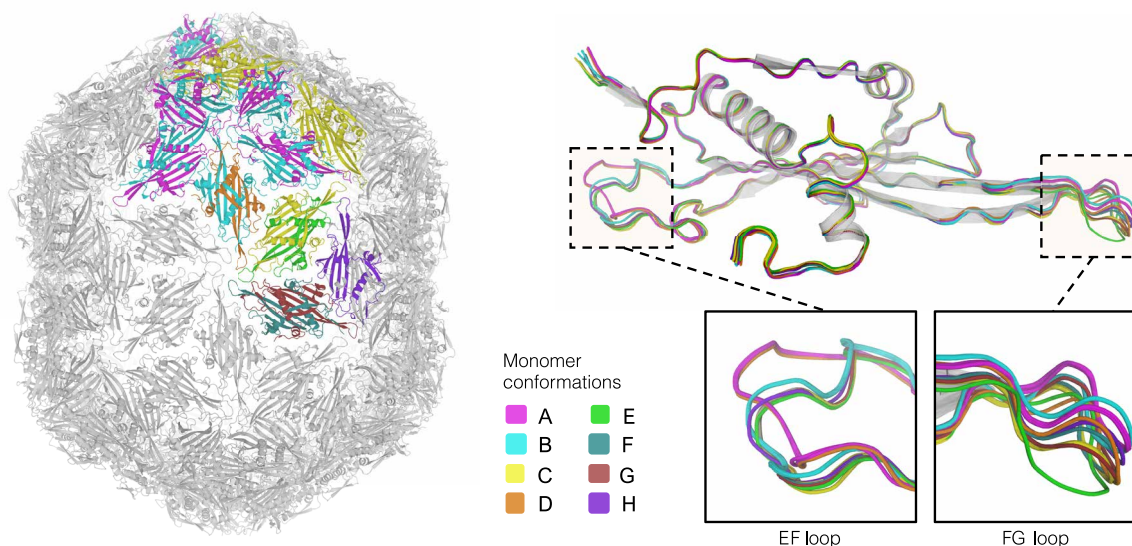 Monomer
conformations
A E
B F
C G
D H
EF loop FG loop